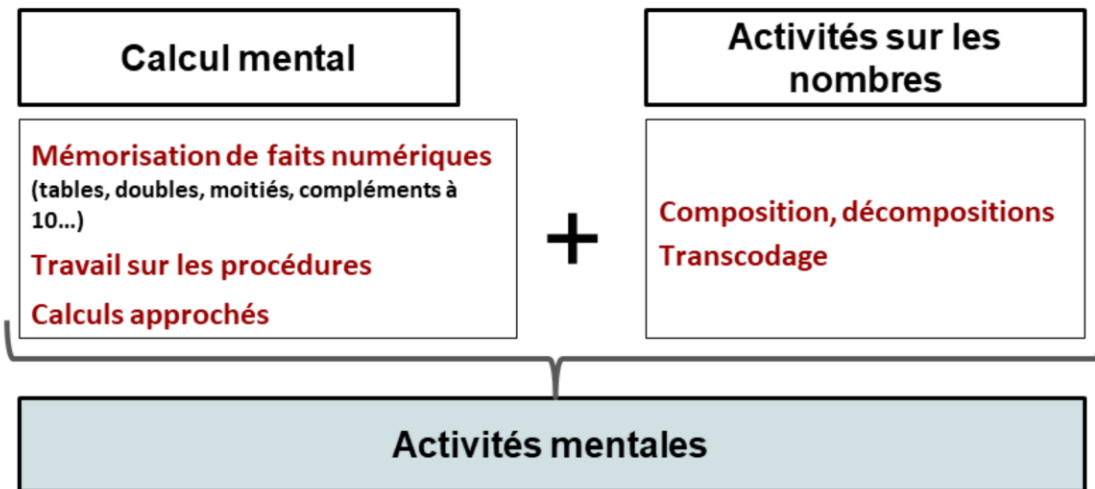 Calcul mental
Activités sur les
nombres
Mémorisation de faits numériques
(tables, doubles, moitiés, compléments à
10...)
Travail sur les procédures
Calculs approchés
+
Composition, décompositions
Transcodage
Activités mentales